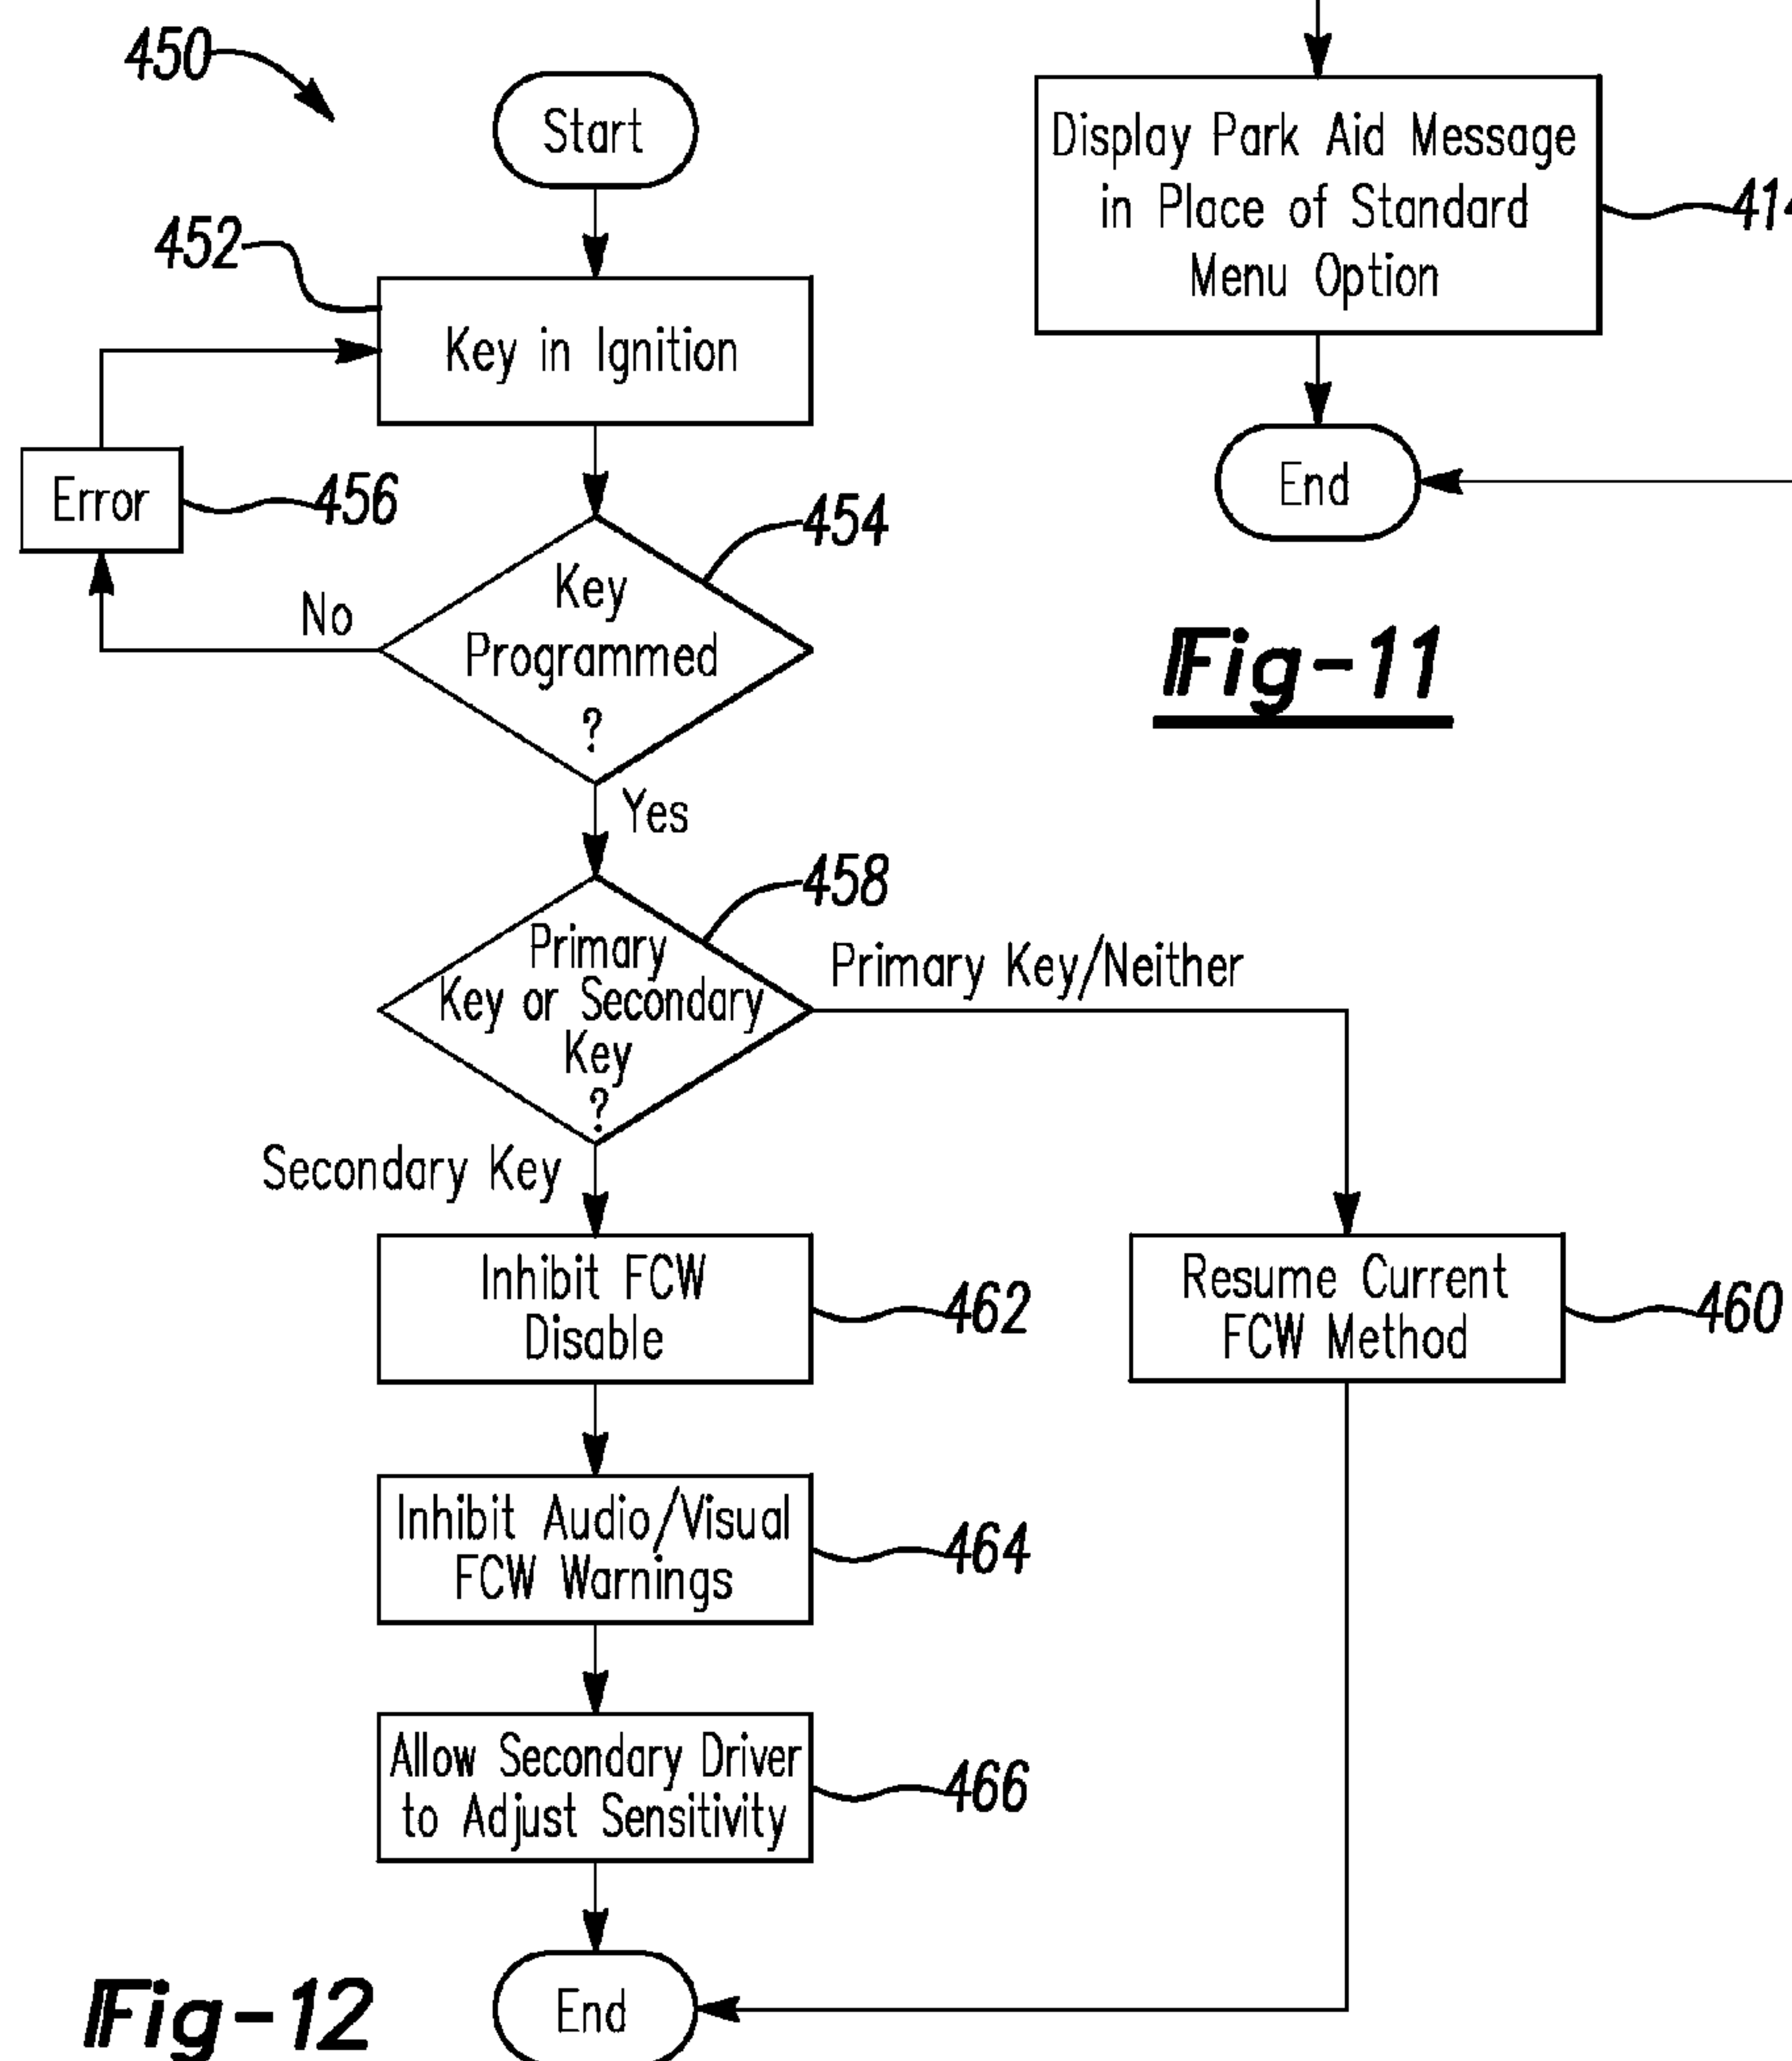 450
Start
452
Key in Ignition
Error
456
454
Key
Programmed
?
No
Yes
458
Primary
Key or Secondary
Key
?
Primary Key/Neither
Secondary Key
Inhibit FCW
Disable
462
Resume Current
FCW Method
460
Inhibit Audio/Visual
FCW Warnings
464
Allow Secondary Driver
to Adjust Sensitivity
466
End
Fig-12
Display Park Aid Message
in Place of Standard
Menu Option
End
Fig-11